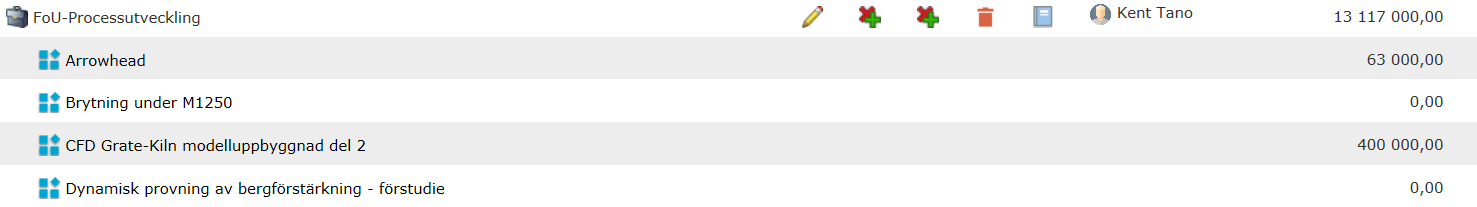 FoU-Processutveckling Kent Tano 13 117 000,00
Arrowhead 63 000,00
Brytning under M1250 0,00
CFD Grate-Kiln modelluppbyggnad del 2 400 000,00
Dynamisk provning av bergförstärkning - förstudie 0,00